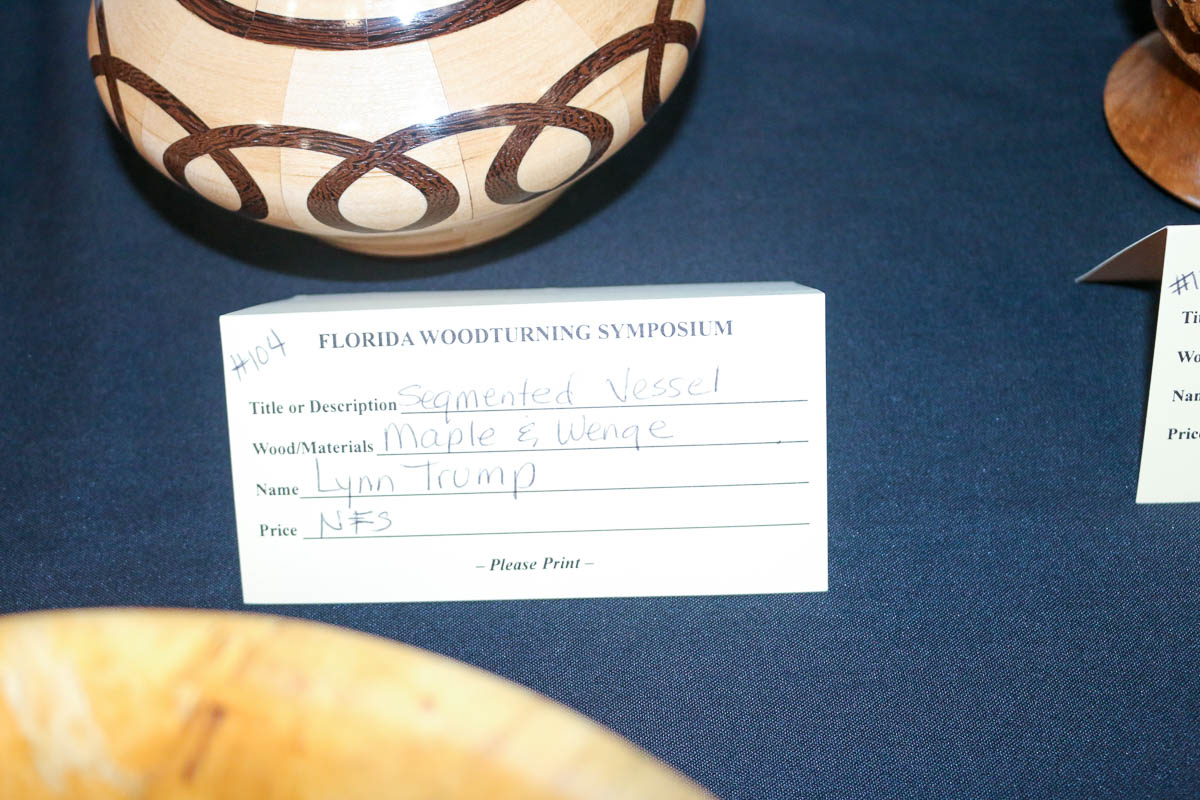 #104
FLORIDA WOODTURNING SYMPOSIUM
Title or Description Segmented Vessel
Wood/Materials Maple & Wenge
Name Lynn Trump
Price NFS
– Please Print –